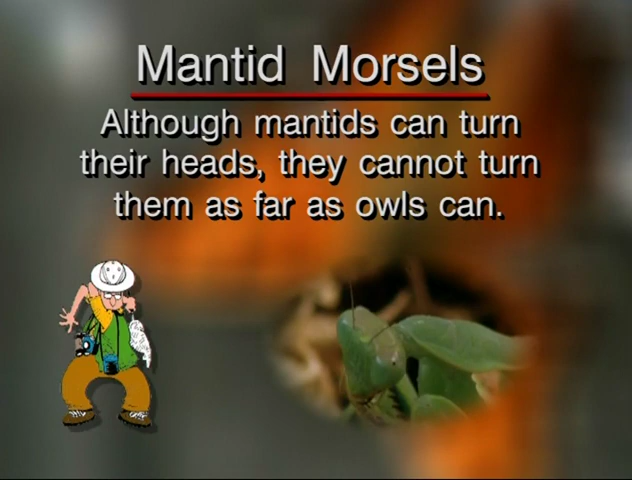 Mantid Morsels
Although mantids can turn
their heads, they cannot turn
them as far as owls can.